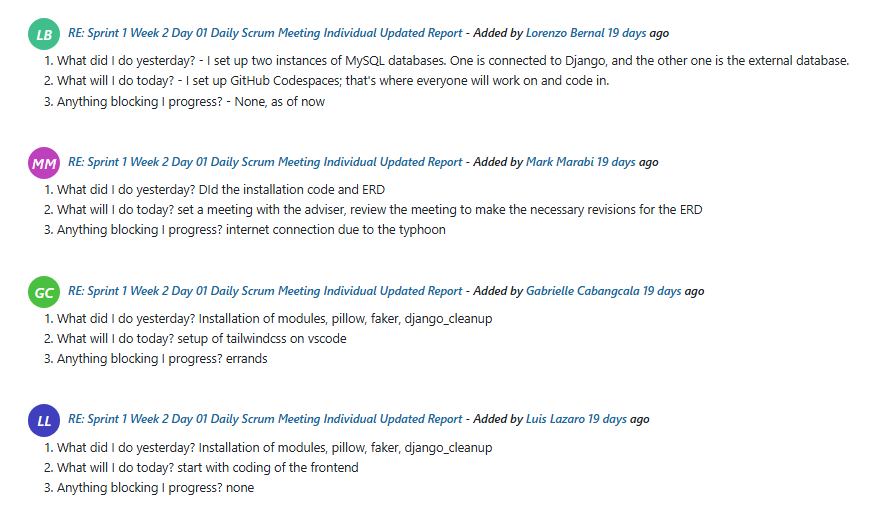 LB RE: Sprint 1 Week 2 Day 01 Daily Scrum Meeting Individual Updated Report - Added by Lorenzo Bernal 19 days ago
1. What did I do yesterday? - I set up two instances of MySQL databases. One is connected to Django, and the other one is the external database.
2. What will I do today? - I set up GitHub Codespaces; that's where everyone will work on and code in.
3. Anything blocking I progress? - None, as of now
MM RE: Sprint 1 Week 2 Day 01 Daily Scrum Meeting Individual Updated Report - Added by Mark Marabi 19 days ago
1. What did I do yesterday? DId the installation code and ERD
2. What will I do today? set a meeting with the adviser, review the meeting to make the necessary revisions for the ERD
3. Anything blocking I progress? internet connection due to the typhoon
GC RE: Sprint 1 Week 2 Day 01 Daily Scrum Meeting Individual Updated Report - Added by Gabrielle Cabangcala 19 days ago
1. What did I do yesterday? Installation of modules, pillow, faker, django_cleanup
2. What will I do today? setup of tailwindcss on vscode
3. Anything blocking I progress? errands
LL RE: Sprint 1 Week 2 Day 01 Daily Scrum Meeting Individual Updated Report - Added by Luis Lazaro 19 days ago
1. What did I do yesterday? Installation of modules, pillow, faker, django_cleanup
2. What will I do today? start with coding of the frontend
3. Anything blocking I progress? none